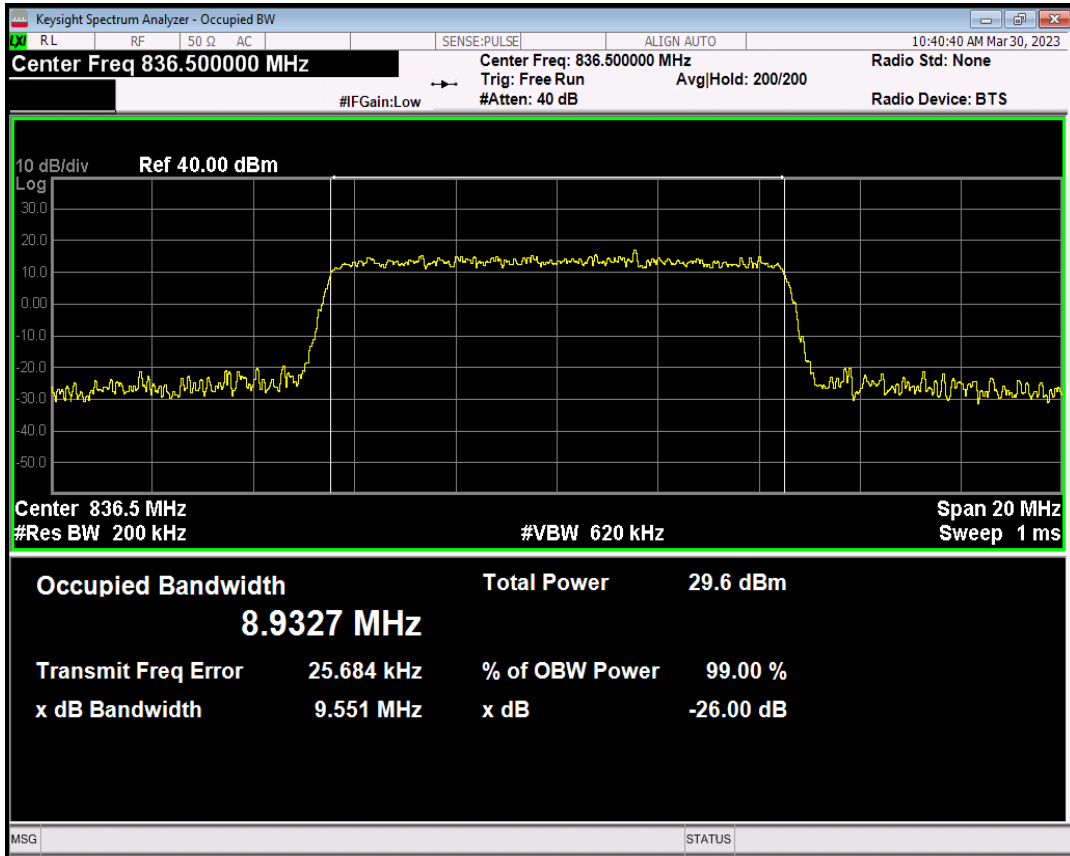 Keysight Spectrum Analyzer - Occupied BW
LXI RL RF 50 Ω AC SENSE:PULSE ALIGN AUTO 10:40:40 AM Mar 30, 2023
Center Freq 836.500000 MHz
Center Freq: 836.500000 MHz
Radio Std: None
Trig: Free Run Avg|Hold: 200/200
#IFGain:Low
#Atten: 40 dB
Radio Device: BTS
10 dB/div Ref 40.00 dBm
Log
30.0
20.0
10.0
0.00
-10.0
-20.0
-30.0
-40.0
-50.0
Center 836.5 MHz Span 20 MHz
#Res BW 200 kHz #VBW 620 kHz Sweep 1 ms
Occupied Bandwidth Total Power 29.6 dBm
8.9327 MHz
Transmit Freq Error 25.684 kHz % of OBW Power 99.00 %
x dB Bandwidth 9.551 MHz x dB -26.00 dB
MSG STATUS